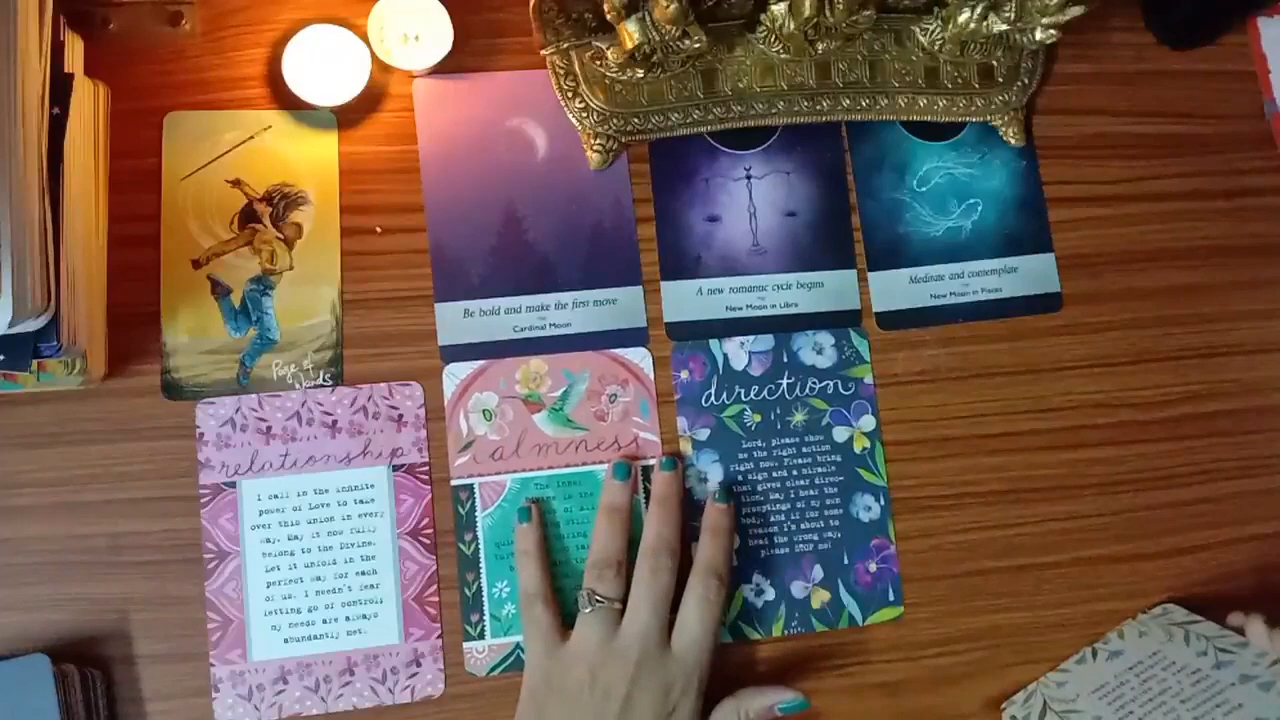 Page of
Wands
Be bold and make the first move
Cardinal Moon
A new romantic cycle begins
New Moon in Libra
Meditate and contemplate
New Moon in Pisces
relationship
I call in the infinite
power of Love to take
over this union in every
way. May it now fully
belong to the Divine.
Let it unfold in the
perfect way for each
of us. I needn't fear
letting go of control;
my needs are always
abundantly met.
calmness
The inner
is the
of All
direction
Lord, please show
me the right action
right now. Please bring
a sign and a miracle
that gives clear direc-
tion. May I hear the
promptings of my own
body. And if for some
reason I'm about to
head the wrong way,
please STOP me!